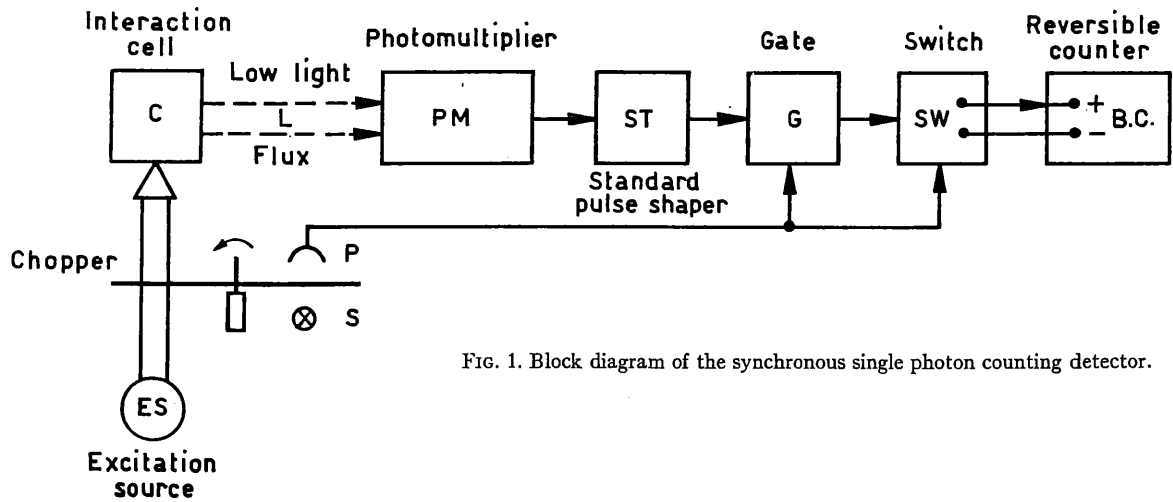 Interaction
cell
Photomultiplier
Gate
Switch
Reversible
counter
Low light
C
L
Flux
PM
ST
G
SW
+
−
B.C.
Standard
pulse shaper
Chopper
P
S
ES
Excitation
source
FIG. 1. Block diagram of the synchronous single photon counting detector.